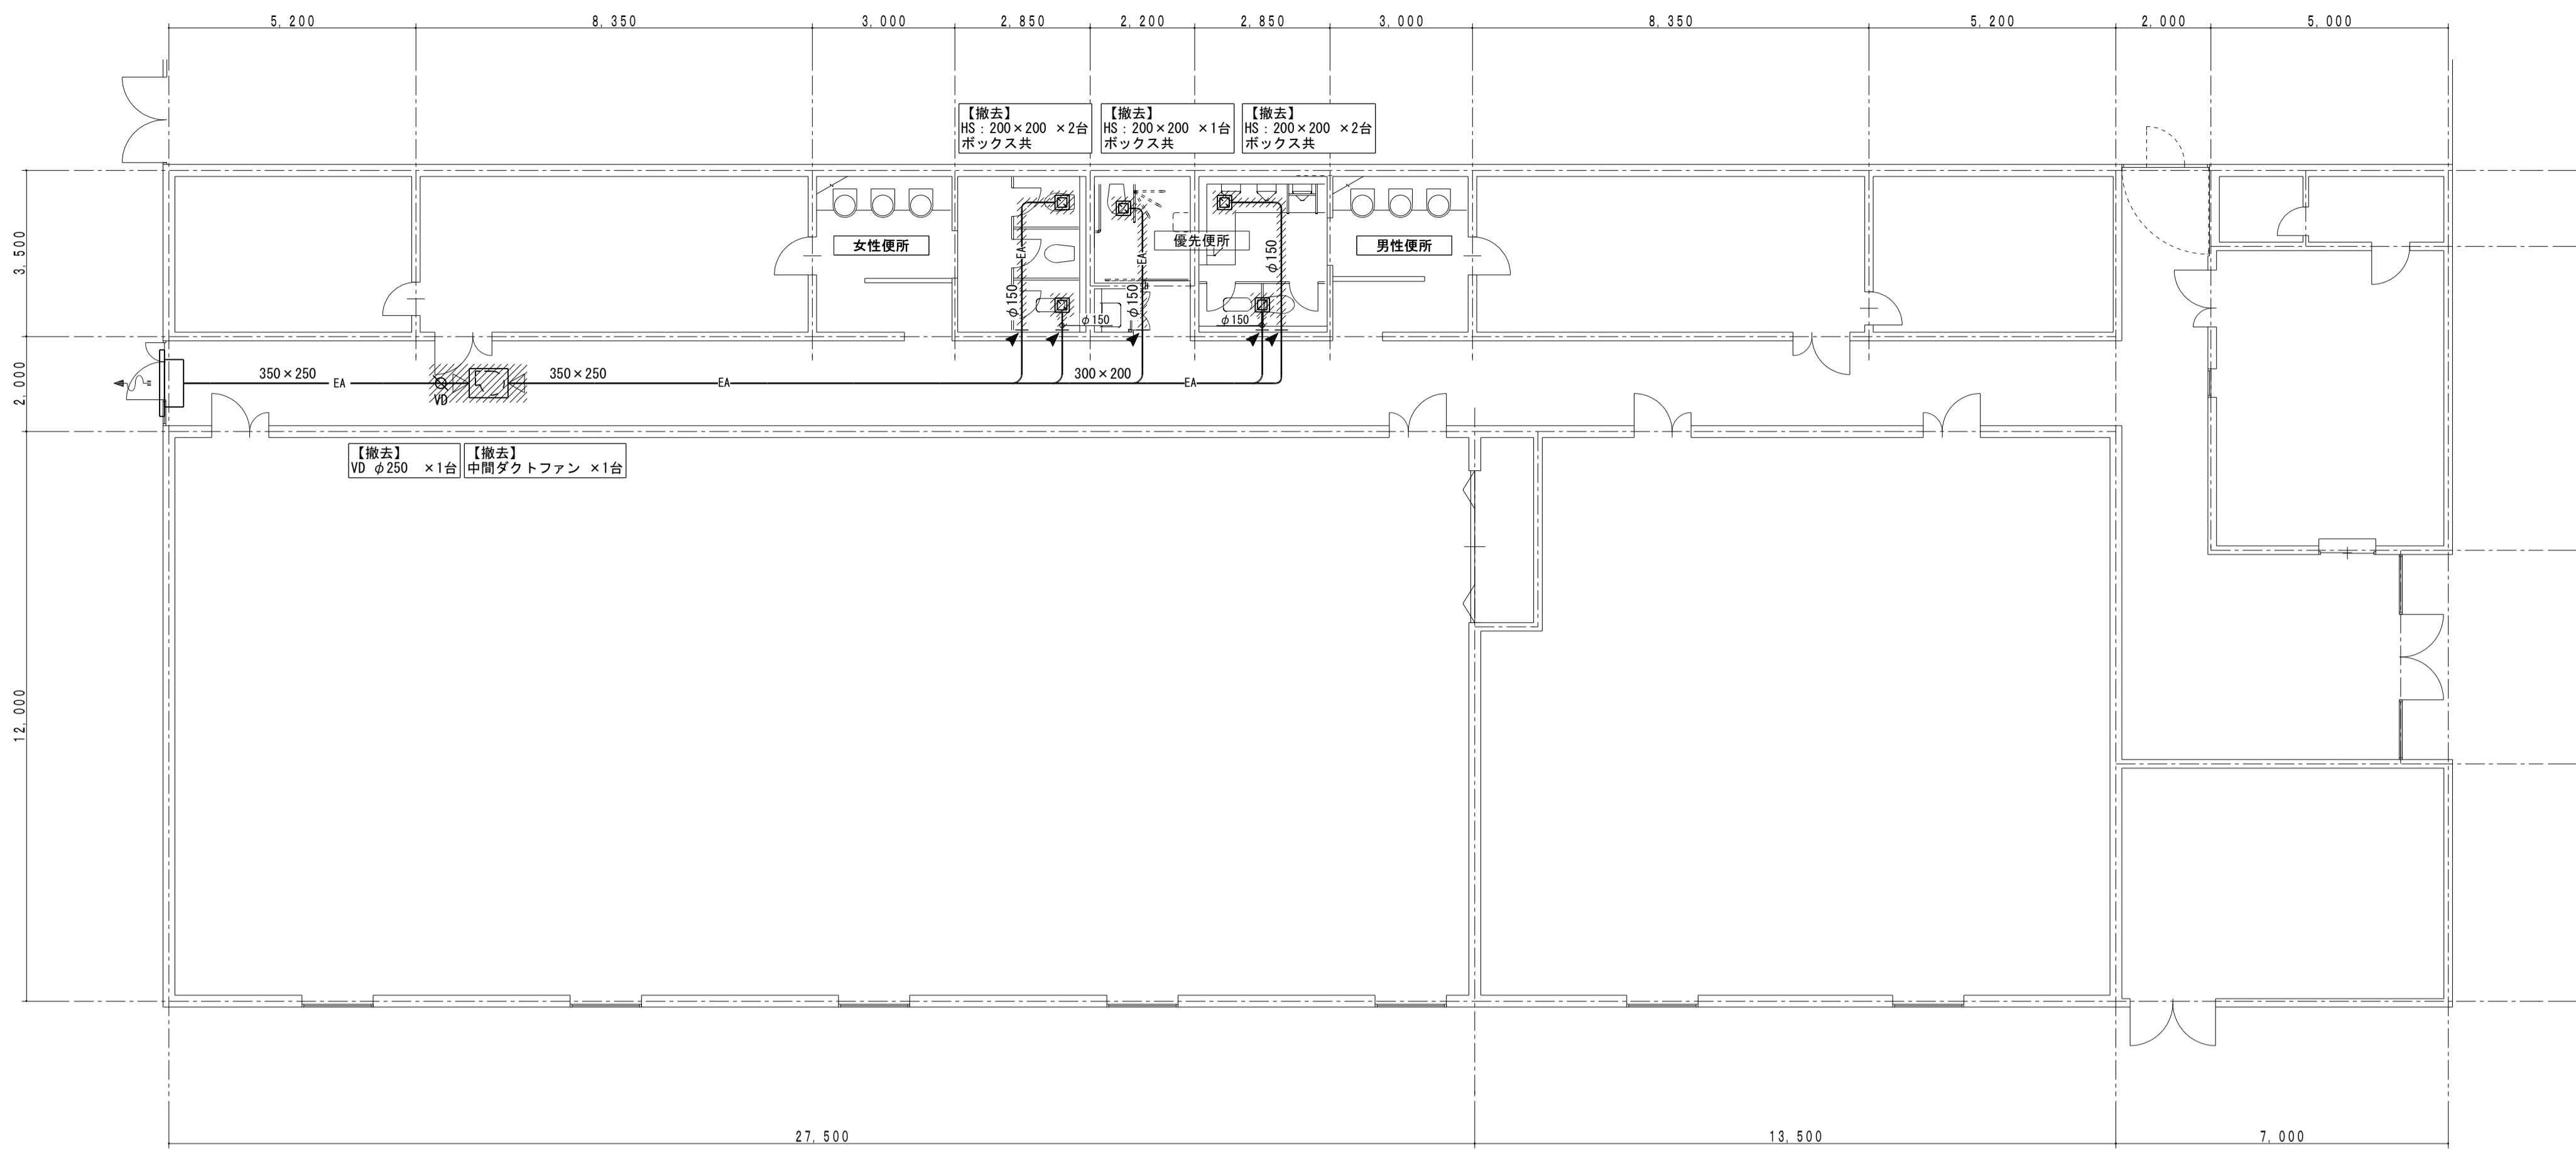 5,200
8,350
3,000
2,850
2,200
2,850
3,000
8,350
5,200
2,000
5,000
【撤去】
HS：200×200 ×2台
ボックス共
【撤去】
HS：200×200 ×1台
ボックス共
【撤去】
HS：200×200 ×2台
ボックス共
3,500
2,000
12,000
女性便所
優先便所
男性便所
EA
EA
φ150
φ150
φ150
φ150
φ150
350×250
EA
VD
350×250
EA
300×200
EA
【撤去】
VD φ250 ×1台
【撤去】
中間ダクトファン ×1台
27,500
13,500
7,000